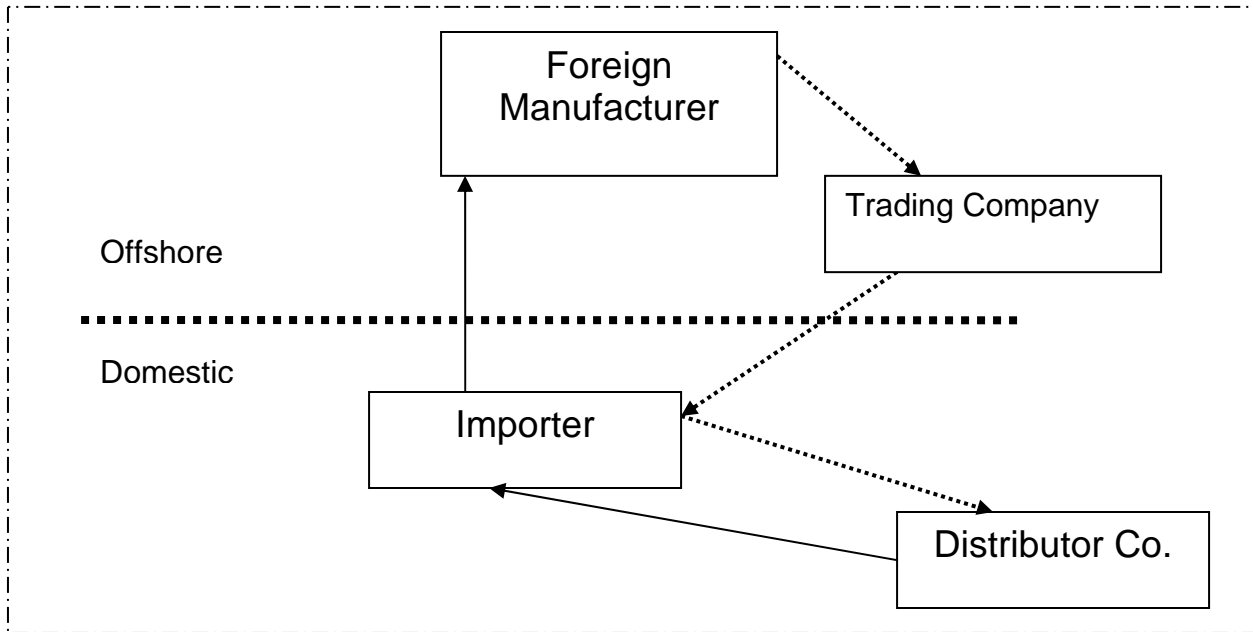 Foreign
Manufacturer
Trading Company
Offshore
Domestic
Importer
Distributor Co.